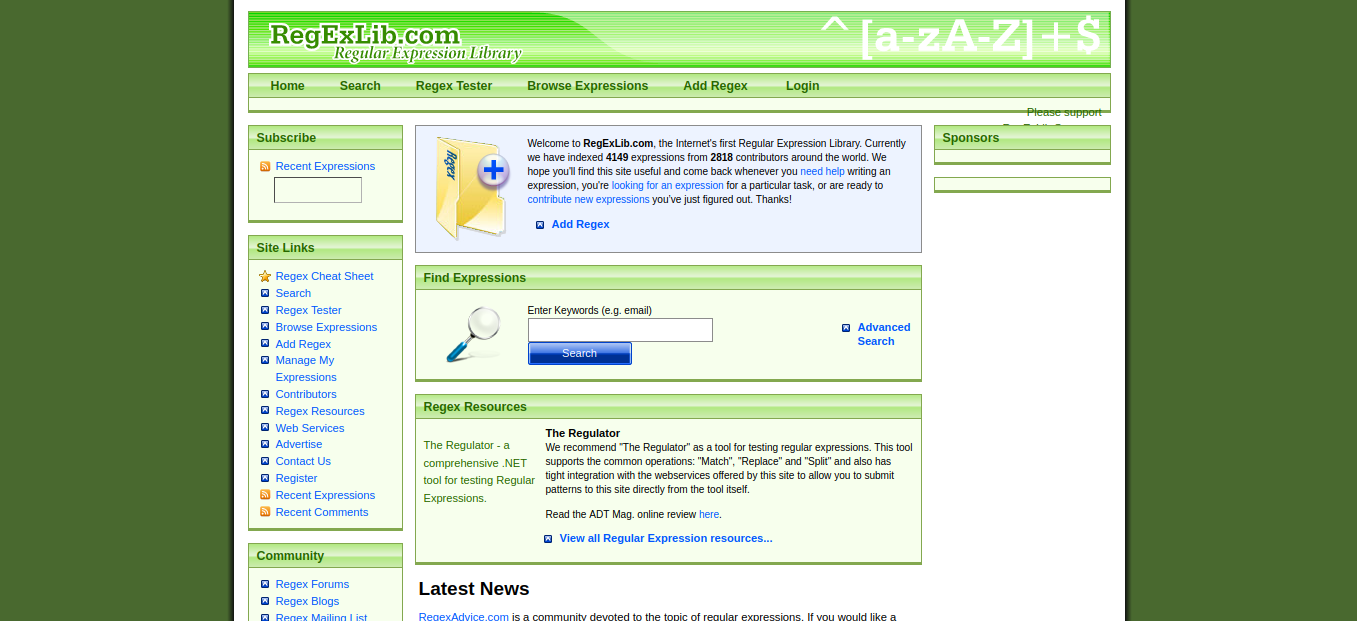 RegExLib.com
Regular Expression Library
^[a-zA-Z]+$
Home Search Regex Tester Browse Expressions Add Regex Login
Please support
Subscribe
Recent Expressions
Site Links
Regex Cheat Sheet
Search
Regex Tester
Browse Expressions
Add Regex
Manage My
Expressions
Contributors
Regex Resources
Web Services
Advertise
Contact Us
Register
Recent Expressions
Recent Comments
Community
Regex Forums
Regex Blogs
Regex Mailing List
Regex
Welcome to RegExLib.com, the Internet's first Regular Expression Library. Currently
we have indexed 4149 expressions from 2818 contributors around the world. We
hope you'll find this site useful and come back whenever you need help writing an
expression, you're looking for an expression for a particular task, or are ready to
contribute new expressions you've just figured out. Thanks!
Add Regex
Find Expressions
Enter Keywords (e.g. email)
Search
Advanced
Search
Regex Resources
The Regulator - a
comprehensive .NET
tool for testing Regular
Expressions.
The Regulator
We recommend "The Regulator" as a tool for testing regular expressions. This tool
supports the common operations: "Match", "Replace" and "Split" and also has
tight integration with the webservices offered by this site to allow you to submit
patterns to this site directly from the tool itself.
Read the ADT Mag. online review here.
View all Regular Expression resources...
Latest News
RegexAdvice.com is a community devoted to the topic of regular expressions. If you would like a
Sponsors